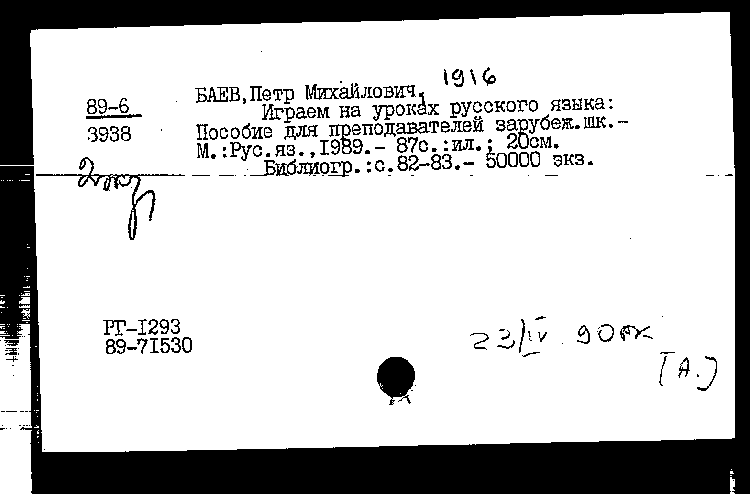 БАЕВ, Петр Михайлович, 1916
89-6
3938
Играем на уроках русского языка:
Пособие для преподавателей зарубеж.шк.-
М.:Рус.яз.,1989.- 87с.:ил.; 20см.
Библиогр.:с.82-83.- 50000 экз.
РГ-1293
89-71530
23/IV 90
[А.]